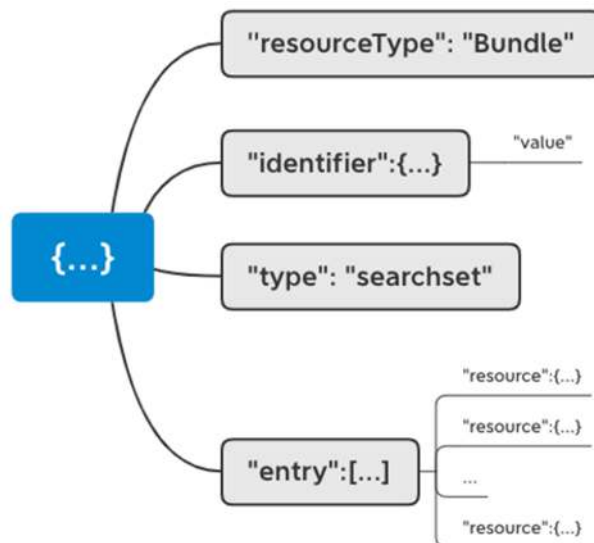 "resourceType": "Bundle"
"identifier":{...}
"value"
{...}
"type": "searchset"
"resource":{...}
"resource":{...}
"entry":[...]
...
"resource":{...}